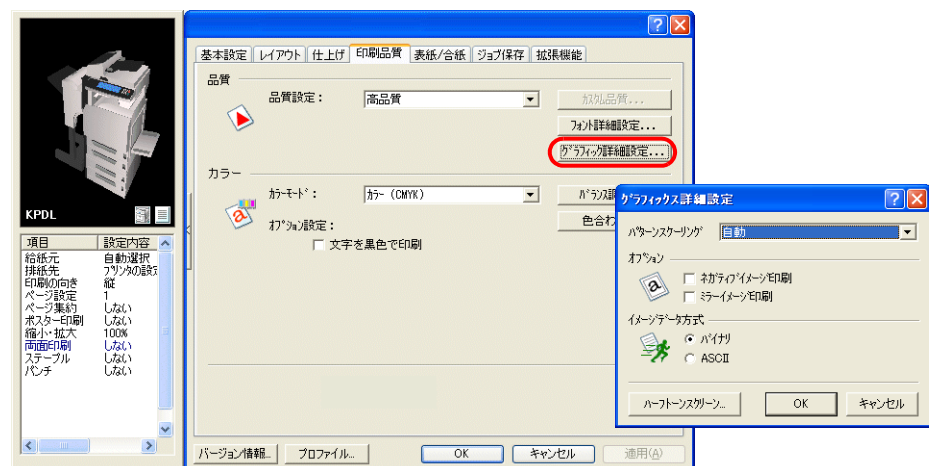 基本設定 レイアウト 仕上げ 印刷品質 表紙/合紙 ジョブ保存 拡張機能
品質
品質設定： 高品質
ｶｽﾀﾑ品質...
ﾌｫﾝﾄ詳細設定...
ｸﾞﾗﾌｨｯｸ詳細設定...
カラー
ｶﾗｰﾓｰﾄﾞ： ｶﾗｰ (CMYK)
ﾊﾞﾗﾝｽ調
ｵﾌﾟｼｮﾝ設定：
色合わ
文字を黒色で印刷
KPDL
項目 設定内容
給紙元 自動選択
排紙先 ﾌﾟﾘﾝﾀの設定
印刷の向き 縦
ページ設定 1
ページ集約 しない
ポスター印刷 しない
縮小・拡大 100%
両面印刷 しない
ステープル しない
パンチ しない
バージョン情報... プロファイル... OK キャンセル 適用(A)
ｸﾞﾗﾌｨｯｸｽ詳細設定
ﾊﾟﾀｰﾝｽｹｰﾘﾝｸﾞ 自動
ｵﾌﾟｼｮﾝ
ﾈｶﾞﾃｨﾌﾞｲﾒｰｼﾞ印刷
ﾐﾗｰｲﾒｰｼﾞ印刷
ｲﾒｰｼﾞﾃﾞｰﾀ方式
ﾊﾞｲﾅﾘ
ASCII
ﾊｰﾌﾄｰﾝｽｸﾘｰﾝ... OK キャンセル